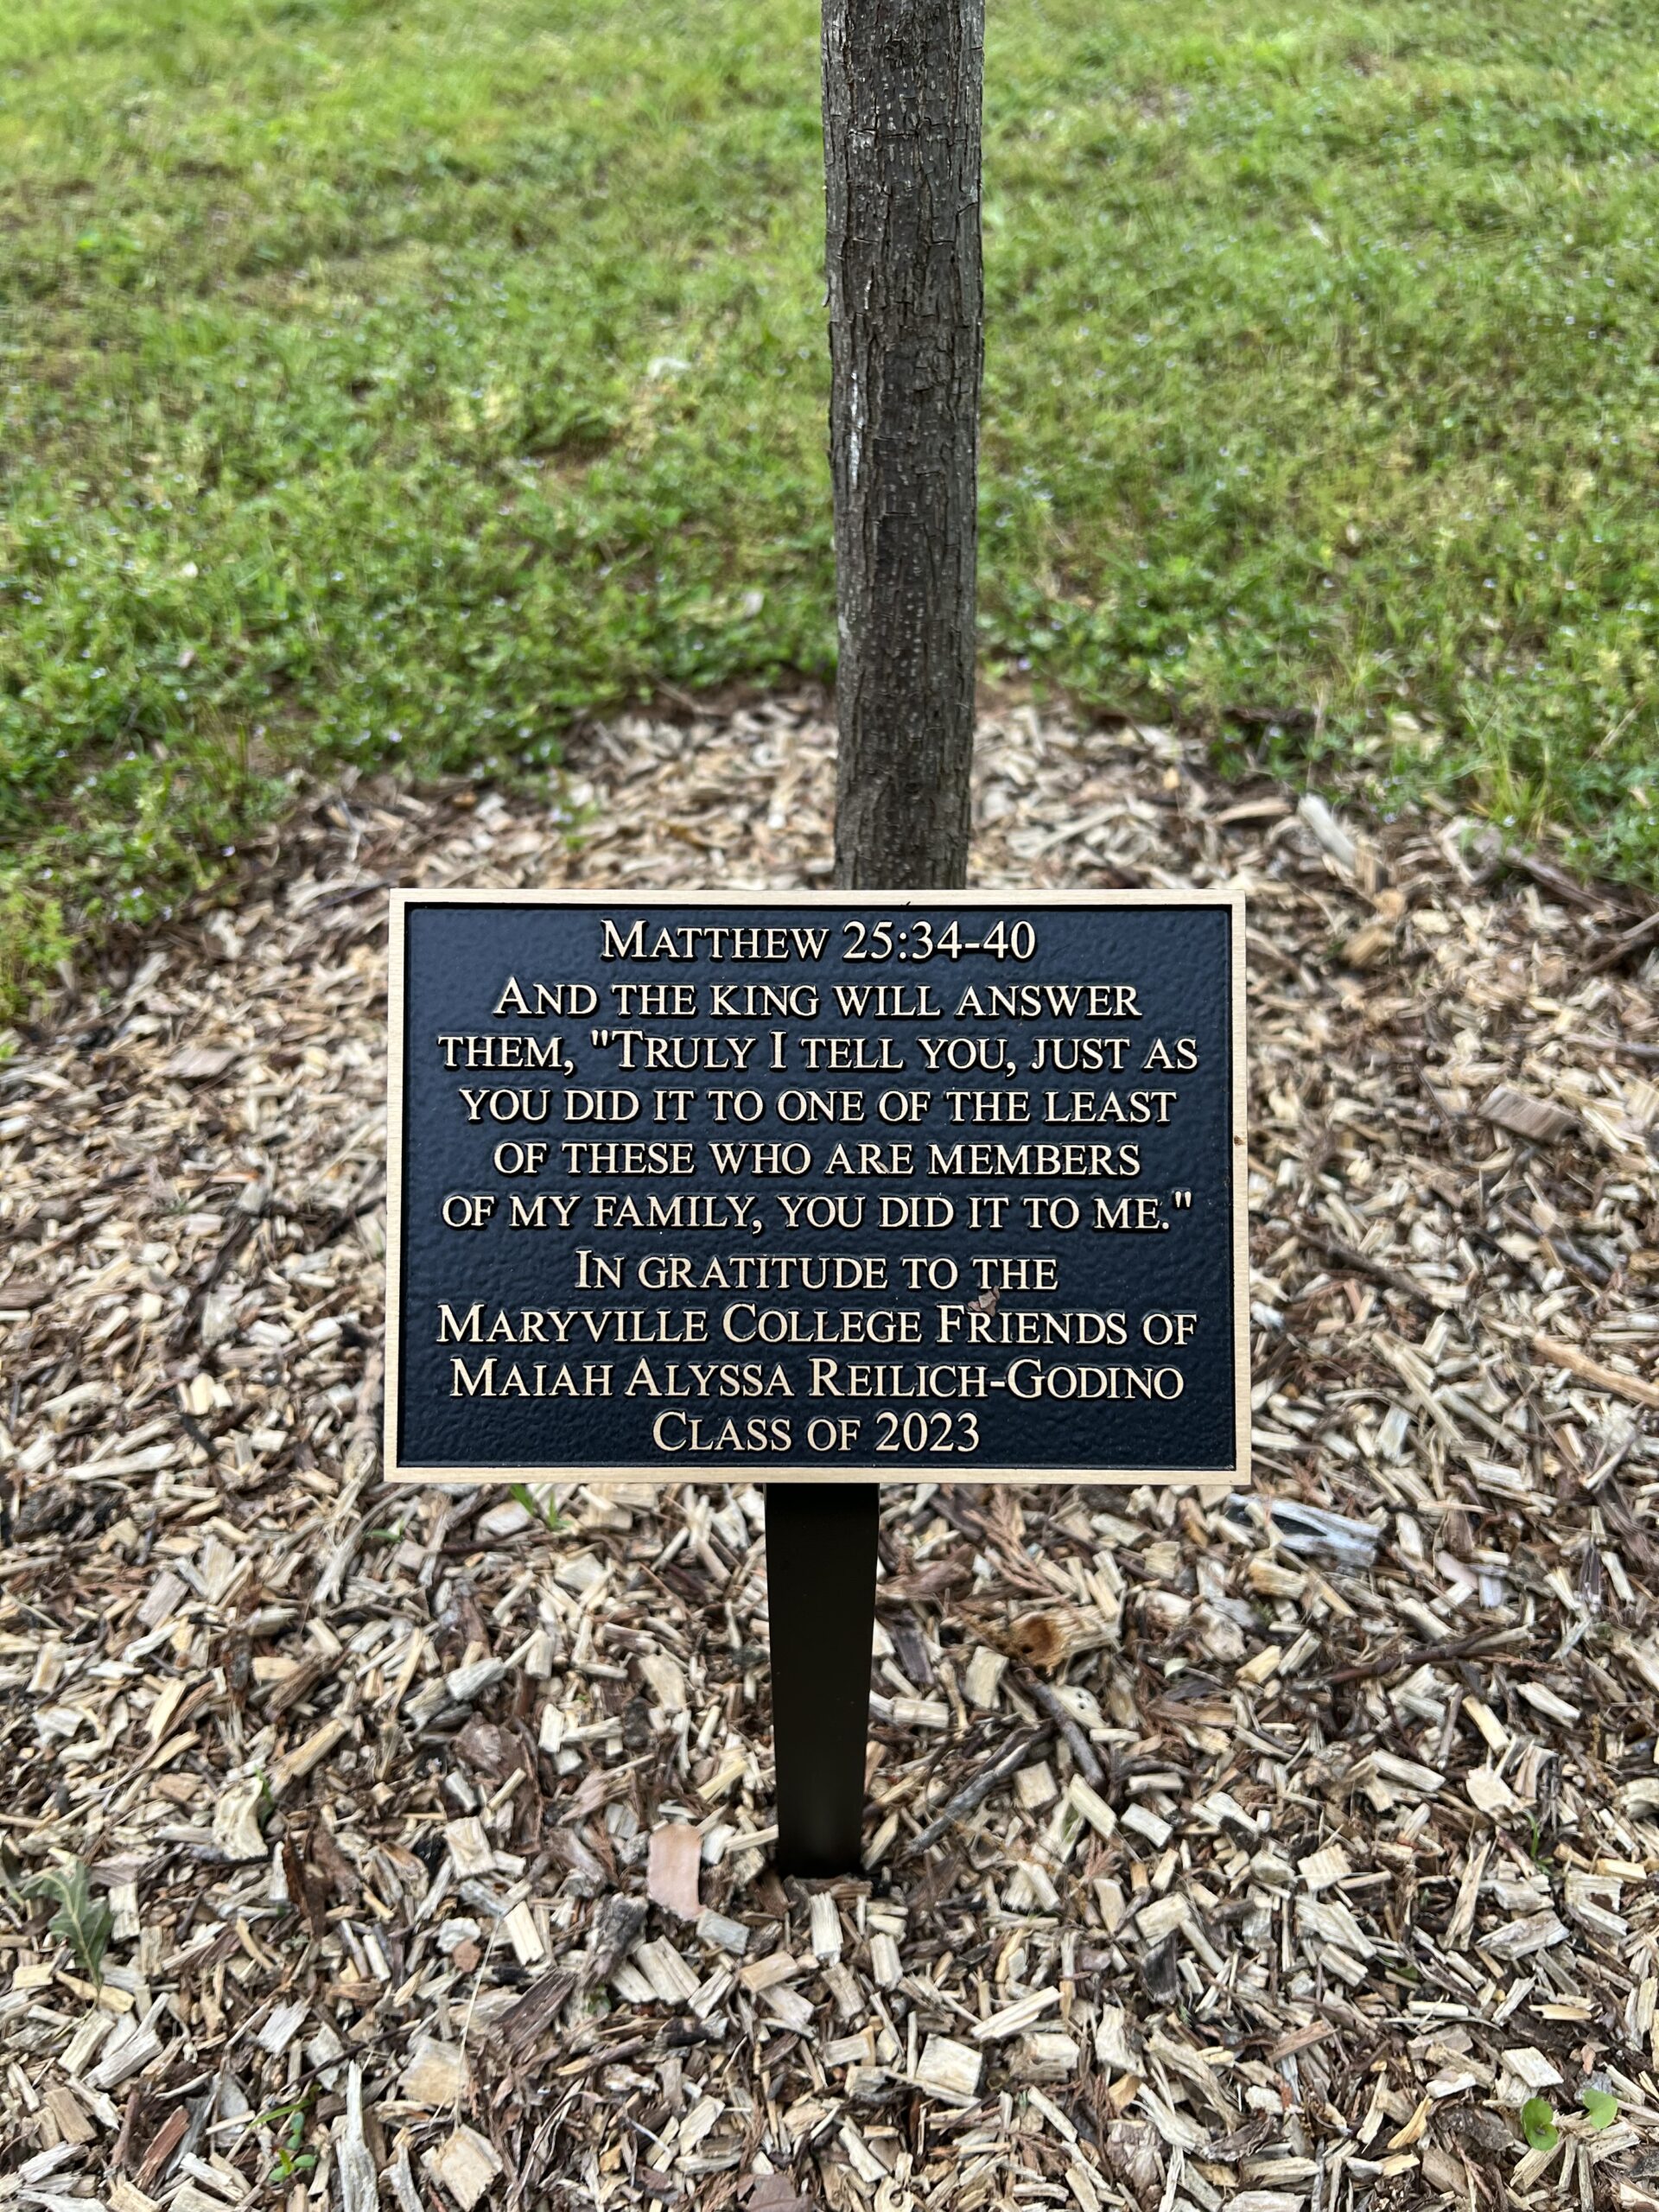 MATTHEW 25:34-40
AND THE KING WILL ANSWER
THEM, "TRULY I TELL YOU, JUST AS
YOU DID IT TO ONE OF THE LEAST
OF THESE WHO ARE MEMBERS
OF MY FAMILY, YOU DID IT TO ME."
IN GRATITUDE TO THE
MARYVILLE COLLEGE FRIENDS OF
MAIAH ALYSSA REILICH-GODINO
CLASS OF 2023